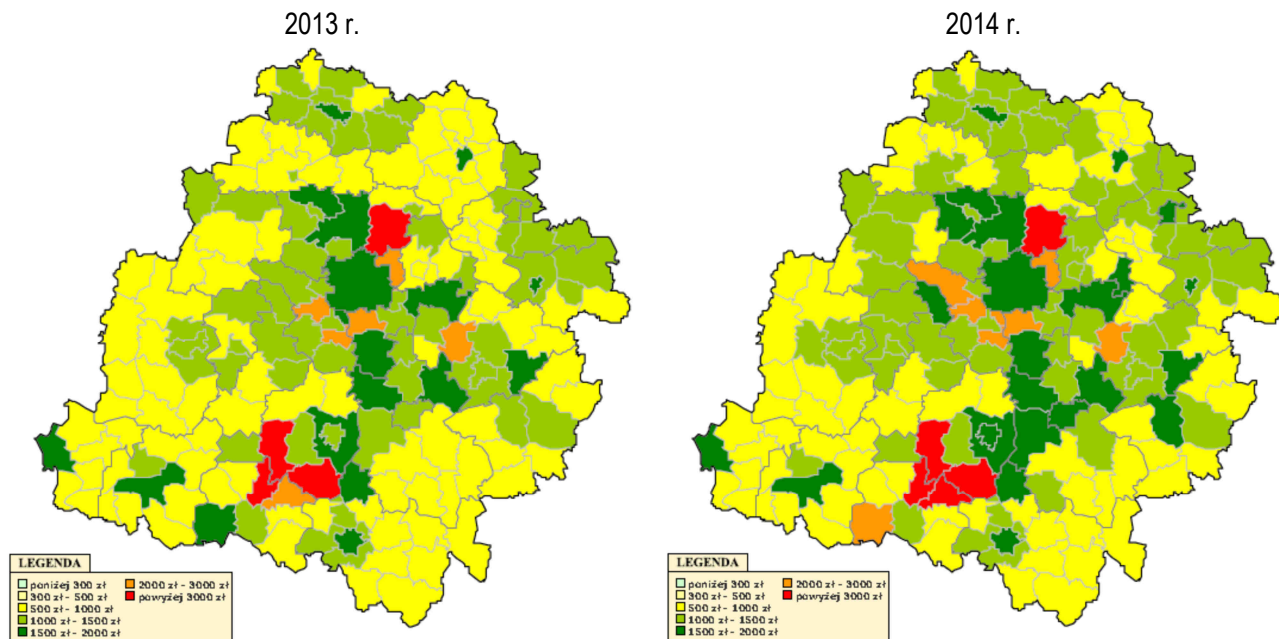 2013 r.
2014 r.
LEGENDA
poniżej 300 zł
300 zł - 500 zł
500 zł - 1000 zł
1000 zł - 1500 zł
1500 zł - 2000 zł
2000 zł - 3000 zł
powyżej 3000 zł
LEGENDA
poniżej 300 zł
300 zł - 500 zł
500 zł - 1000 zł
1000 zł - 1500 zł
1500 zł - 2000 zł
2000 zł - 3000 zł
powyżej 3000 zł